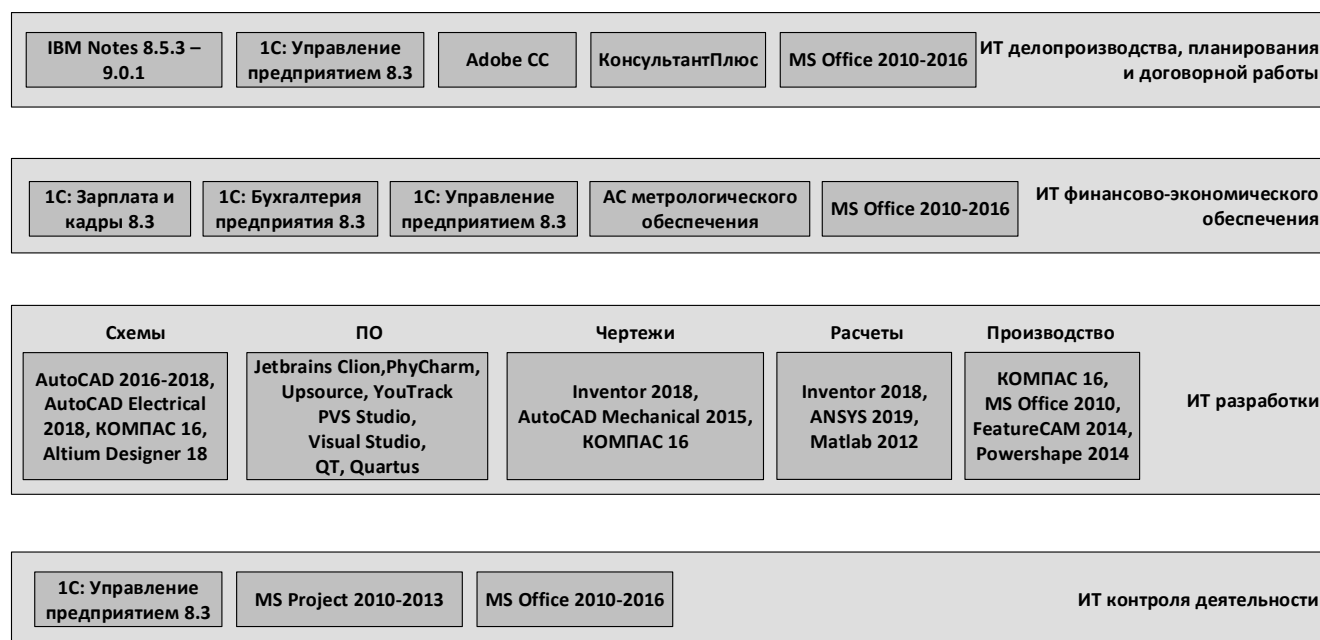 IBM Notes 8.5.3 –
9.0.1
1С: Управление
предприятием 8.3
Adobe CC
КонсультантПлюс
MS Office 2010-2016
ИТ делопроизводства, планирования
и договорной работы
1С: Зарплата и
кадры 8.3
1С: Бухгалтерия
предприятия 8.3
1С: Управление
предприятием 8.3
АС метрологического
обеспечения
MS Office 2010-2016
ИТ финансово-экономического
обеспечения
Схемы
AutoCAD 2016-2018,
AutoCAD Electrical
2018, КОМПАС 16,
Altium Designer 18
ПО
Jetbrains Clion,PhyCharm,
Upsource, YouTrack
PVS Studio,
Visual Studio,
QT, Quartus
Чертежи
Inventor 2018,
AutoCAD Mechanical 2015,
КОМПАС 16
Расчеты
Inventor 2018,
ANSYS 2019,
Matlab 2012
Производство
КОМПАС 16,
MS Office 2010,
FeatureCAM 2014,
Powershape 2014
ИТ разработки
1С: Управление
предприятием 8.3
MS Project 2010-2013
MS Office 2010-2016
ИТ контроля деятельности